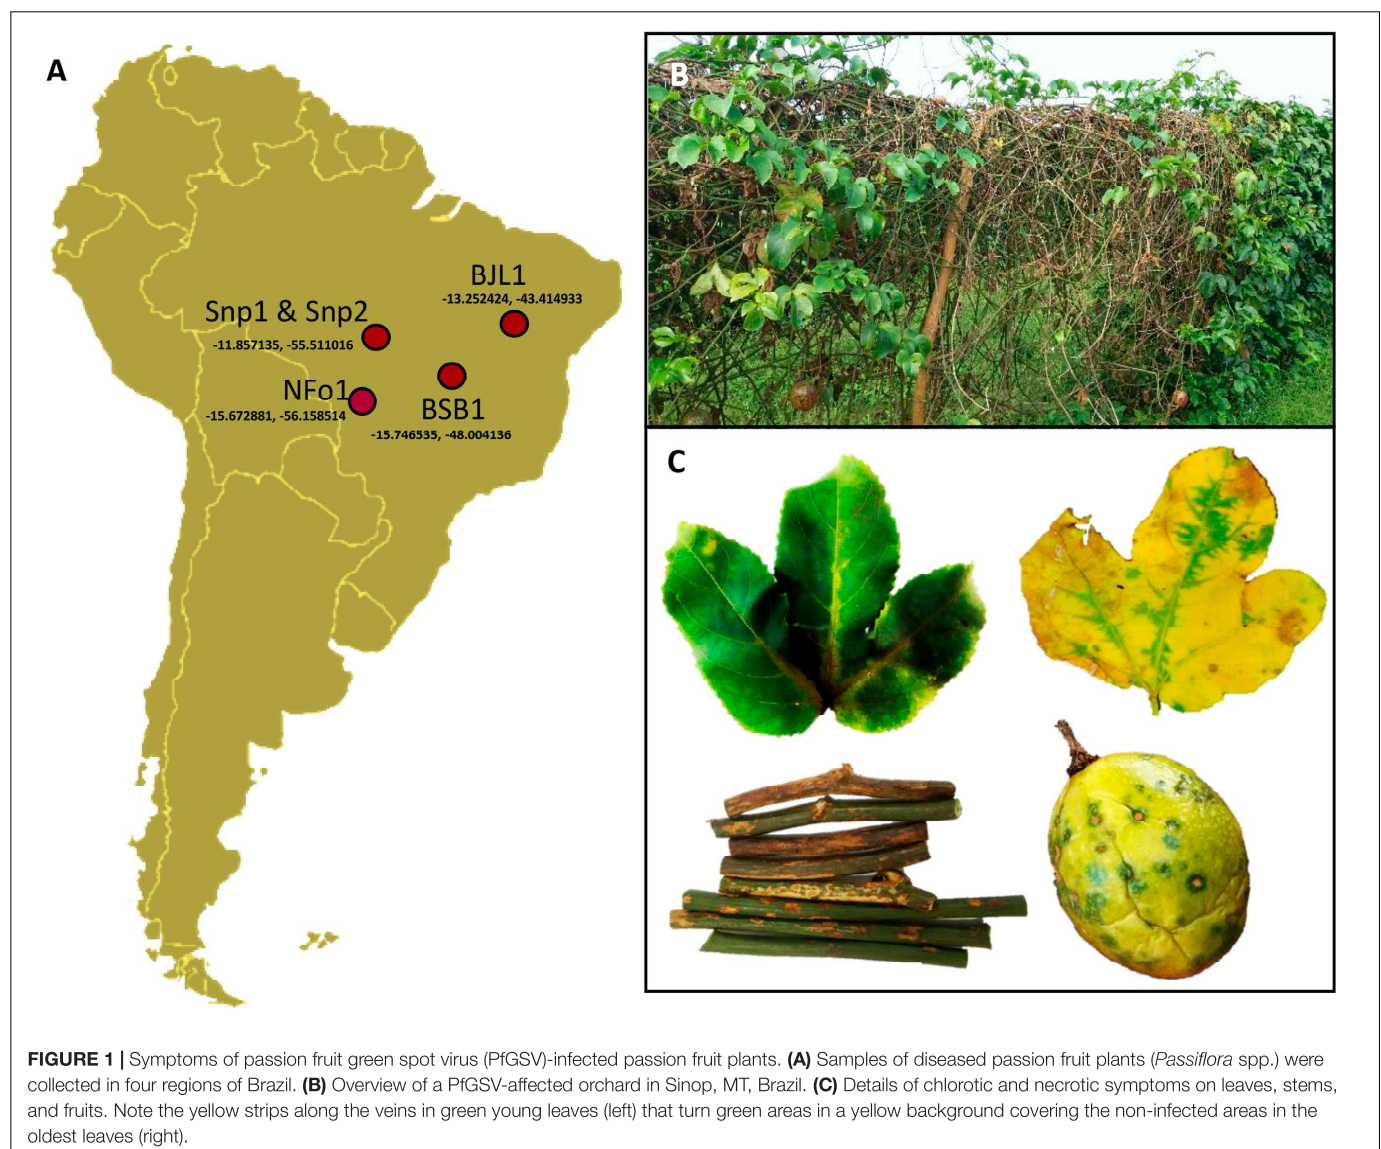 A
BJL1
-13.252424, -43.414933
Snp1 & Snp2
-11.857135, -55.511016
NFo1
-15.672881, -56.158514
BSB1
-15.746535, -48.004136
B
C
FIGURE 1 | Symptoms of passion fruit green spot virus (PfGSV)-infected passion fruit plants. (A) Samples of diseased passion fruit plants (Passiflora spp.) were
collected in four regions of Brazil. (B) Overview of a PfGSV-affected orchard in Sinop, MT, Brazil. (C) Details of chlorotic and necrotic symptoms on leaves, stems,
and fruits. Note the yellow strips along the veins in green young leaves (left) that turn green areas in a yellow background covering the non-infected areas in the
oldest leaves (right).